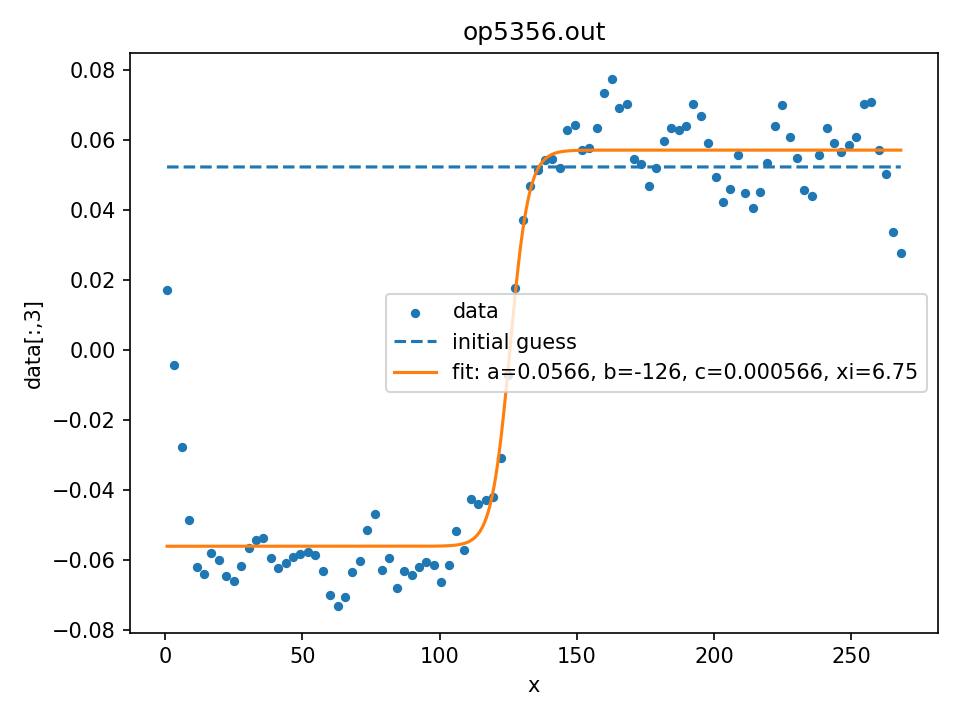 op5356.out
0.08
0.06
0.04
0.02
0.00
−0.02
−0.04
−0.06
−0.08
data[:,3]
data
initial guess
fit: a=0.0566, b=-126, c=0.000566, xi=6.75
0 50 100 150 200 250
x